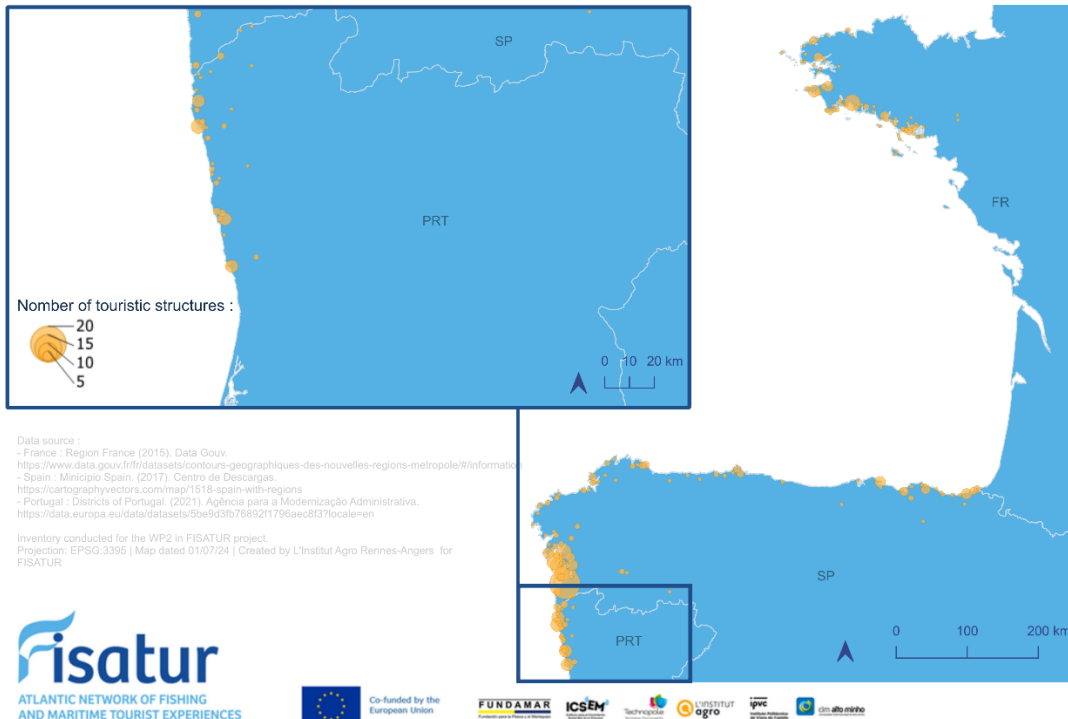 SP
PRT
Nomber of touristic structures :
20
15
10
5
0 10 20 km
FR
Data source :
- France : Region France (2015). Data Gouv.
https://www.data.gouv.fr/fr/datasets/contours-geographiques-des-nouvelles-regions-metropole/#/information
- Spain : Minicipio Spain. (2017). Centro de Descargas.
https://cartographyvectors.com/map/1518-spain-with-regions
- Portugal : Districts of Portugal. (2021). Agência para a Modernização Administrativa.
https://data.europa.eu/data/datasets/5be9d3fb76892f1796aec8f3?locale=en
Inventory conducted for the WP2 in FISATUR project.
Projection: EPSG:3395 | Map dated 01/07/24 | Created by L'Institut Agro Rennes-Angers for
FISATUR
SP
PRT
0 100 200 km
Fisatur
ATLANTIC NETWORK OF FISHING
AND MARITIME TOURIST EXPERIENCES
Co-funded by the
European Union
FUNDAMAR
ICSEM
Technopole
L'INSTITUT
agro
ipvc
cim alto minho